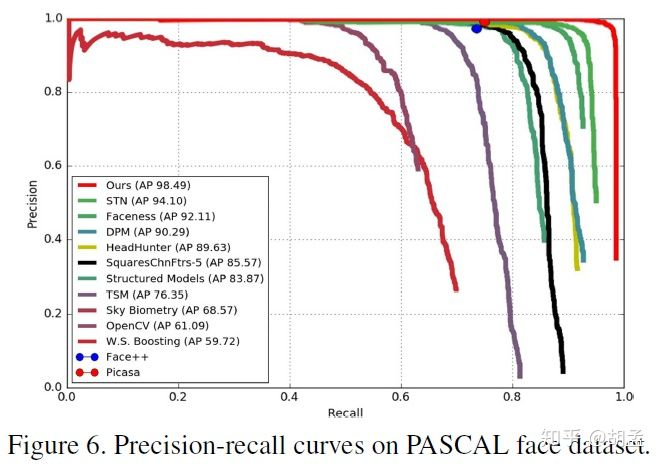 1.0
0.8
0.6
0.4
0.2
0.0
Precision
Ours (AP 98.49)
STN (AP 94.10)
Faceness (AP 92.11)
DPM (AP 90.29)
HeadHunter (AP 89.63)
SquaresChnFtrs-5 (AP 85.57)
Structured Models (AP 83.87)
TSM (AP 76.35)
Sky Biometry (AP 68.57)
OpenCV (AP 61.09)
W.S. Boosting (AP 59.72)
Face++
Picasa
0.0 0.2 0.4 0.6 0.8 1.0
Recall
知乎 @胡孟
Figure 6. Precision-recall curves on PASCAL face dataset.